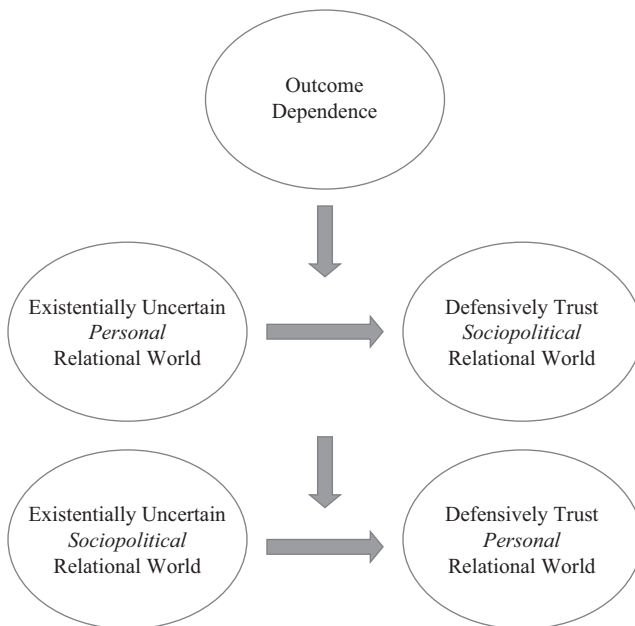 Outcome
Dependence
Existentially Uncertain
Personal
Relational World
Defensively Trust
Sociopolitical
Relational World
Existentially Uncertain
Sociopolitical
Relational World
Defensively Trust
Personal
Relational World